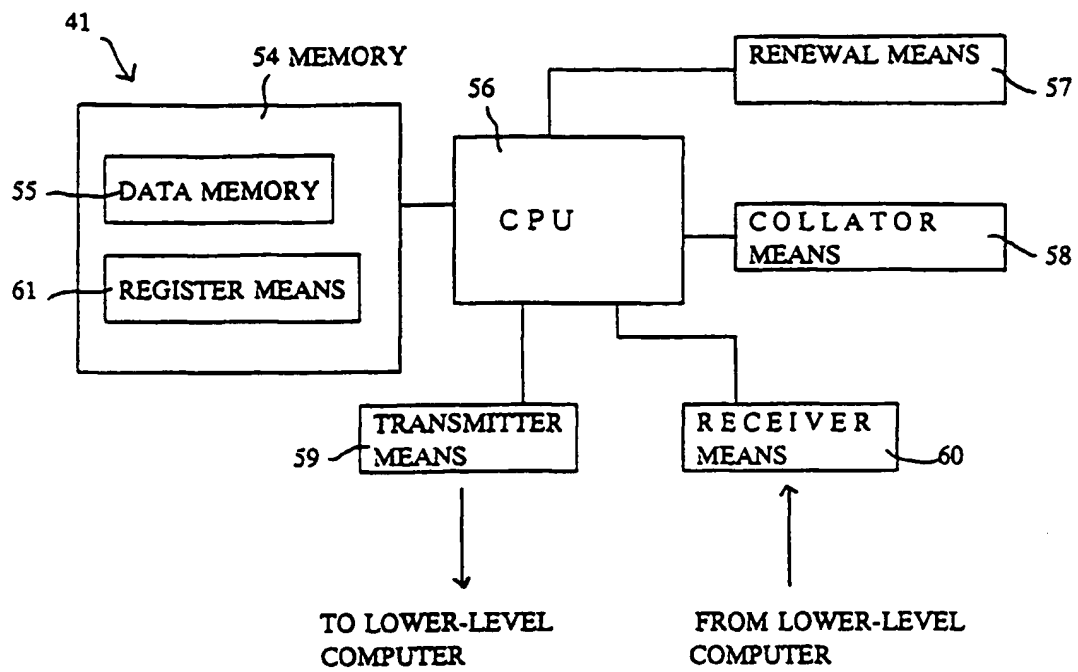 41
54 MEMORY
RENEWAL MEANS
57
56
55
DATA MEMORY
CPU
COLLATOR
MEANS
58
61
REGISTER MEANS
TRANSMITTER
MEANS
59
RECEIVER
MEANS
60
TO LOWER-LEVEL
COMPUTER
FROM LOWER-LEVEL
COMPUTER